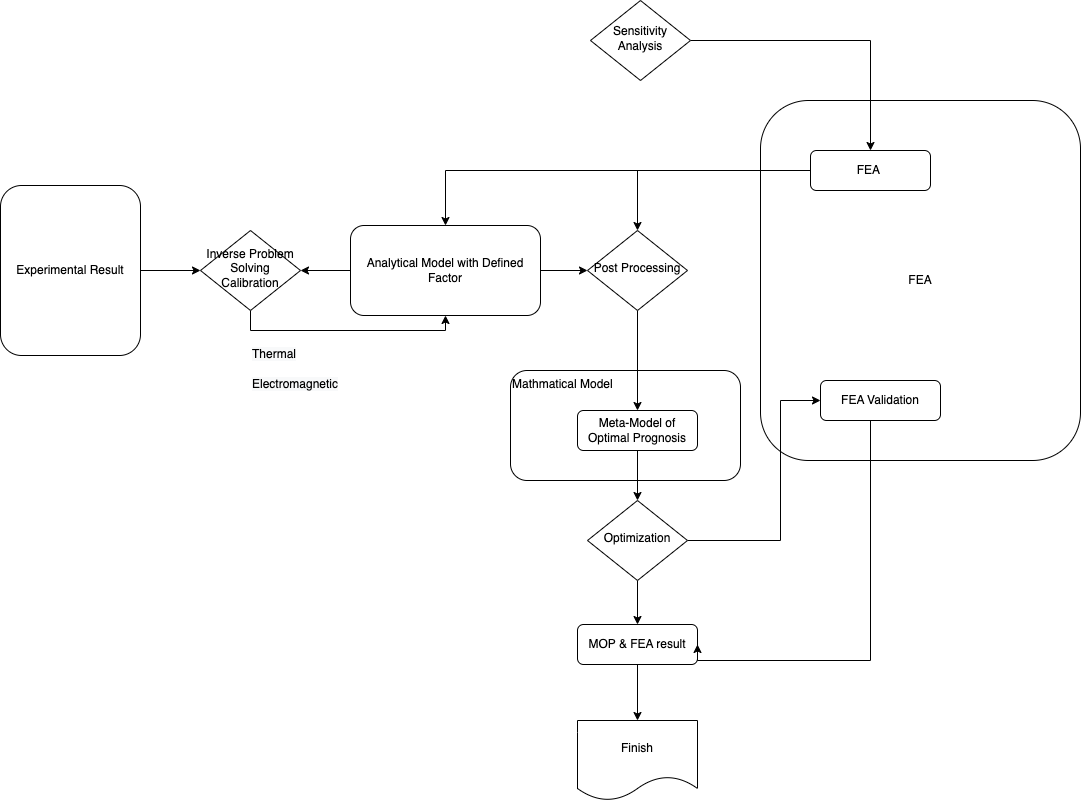 Sensitivity
Analysis
FEA
Experimental Result
Inverse Problem
Solving
Calibration
Analytical Model with Defined
Factor
Post Processing
FEA
Thermal
Electromagnetic
Mathmatical Model
Meta-Model of
Optimal Prognosis
FEA Validation
Optimization
MOP & FEA result
Finish